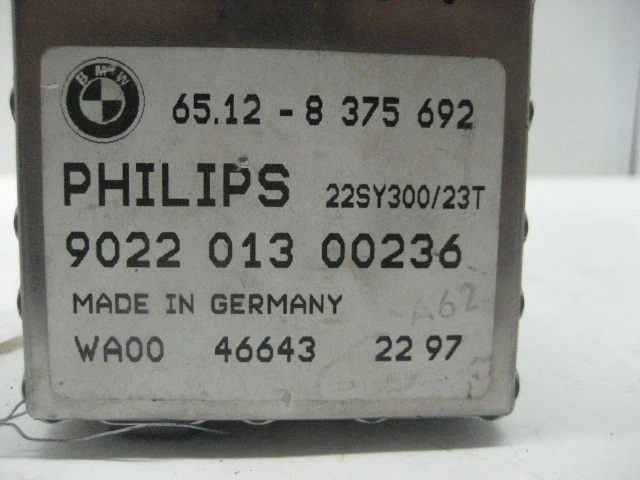 BMW
65.12 - 8 375 692
PHILIPS 22SY300/23T
9022 013 00236
A62
MADE IN GERMANY
WA00 46643 22 97